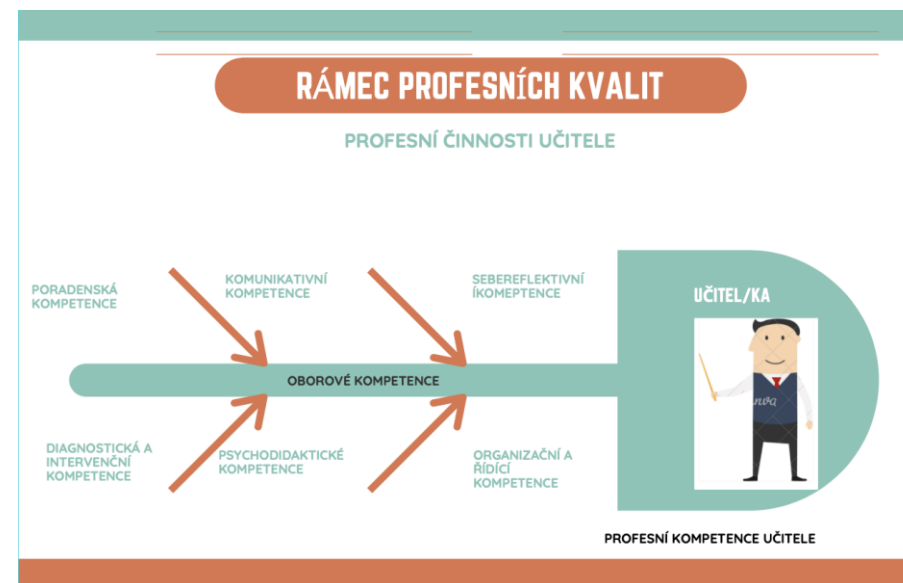 RÁMEC PROFESNÍCH KVALIT
PROFESNÍ ČINNOSTI UČITELE
PORADENSKÁ
KOMPETENCE
KOMUNIKATIVNÍ
KOMPETENCE
SEBEREFLEKTIVNÍ
ÍKOMEPTENCE
UČITEL/KA
OBOROVÉ KOMPETENCE
DIAGNOSTICKÁ A
INTERVENČNÍ
KOMPETENCE
PSYCHODIDAKTICKÉ
KOMPETENCE
ORGANIZAČNÍ A
ŘÍDÍCÍ
KOMPETENCE
PROFESNÍ KOMPETENCE UČITELE